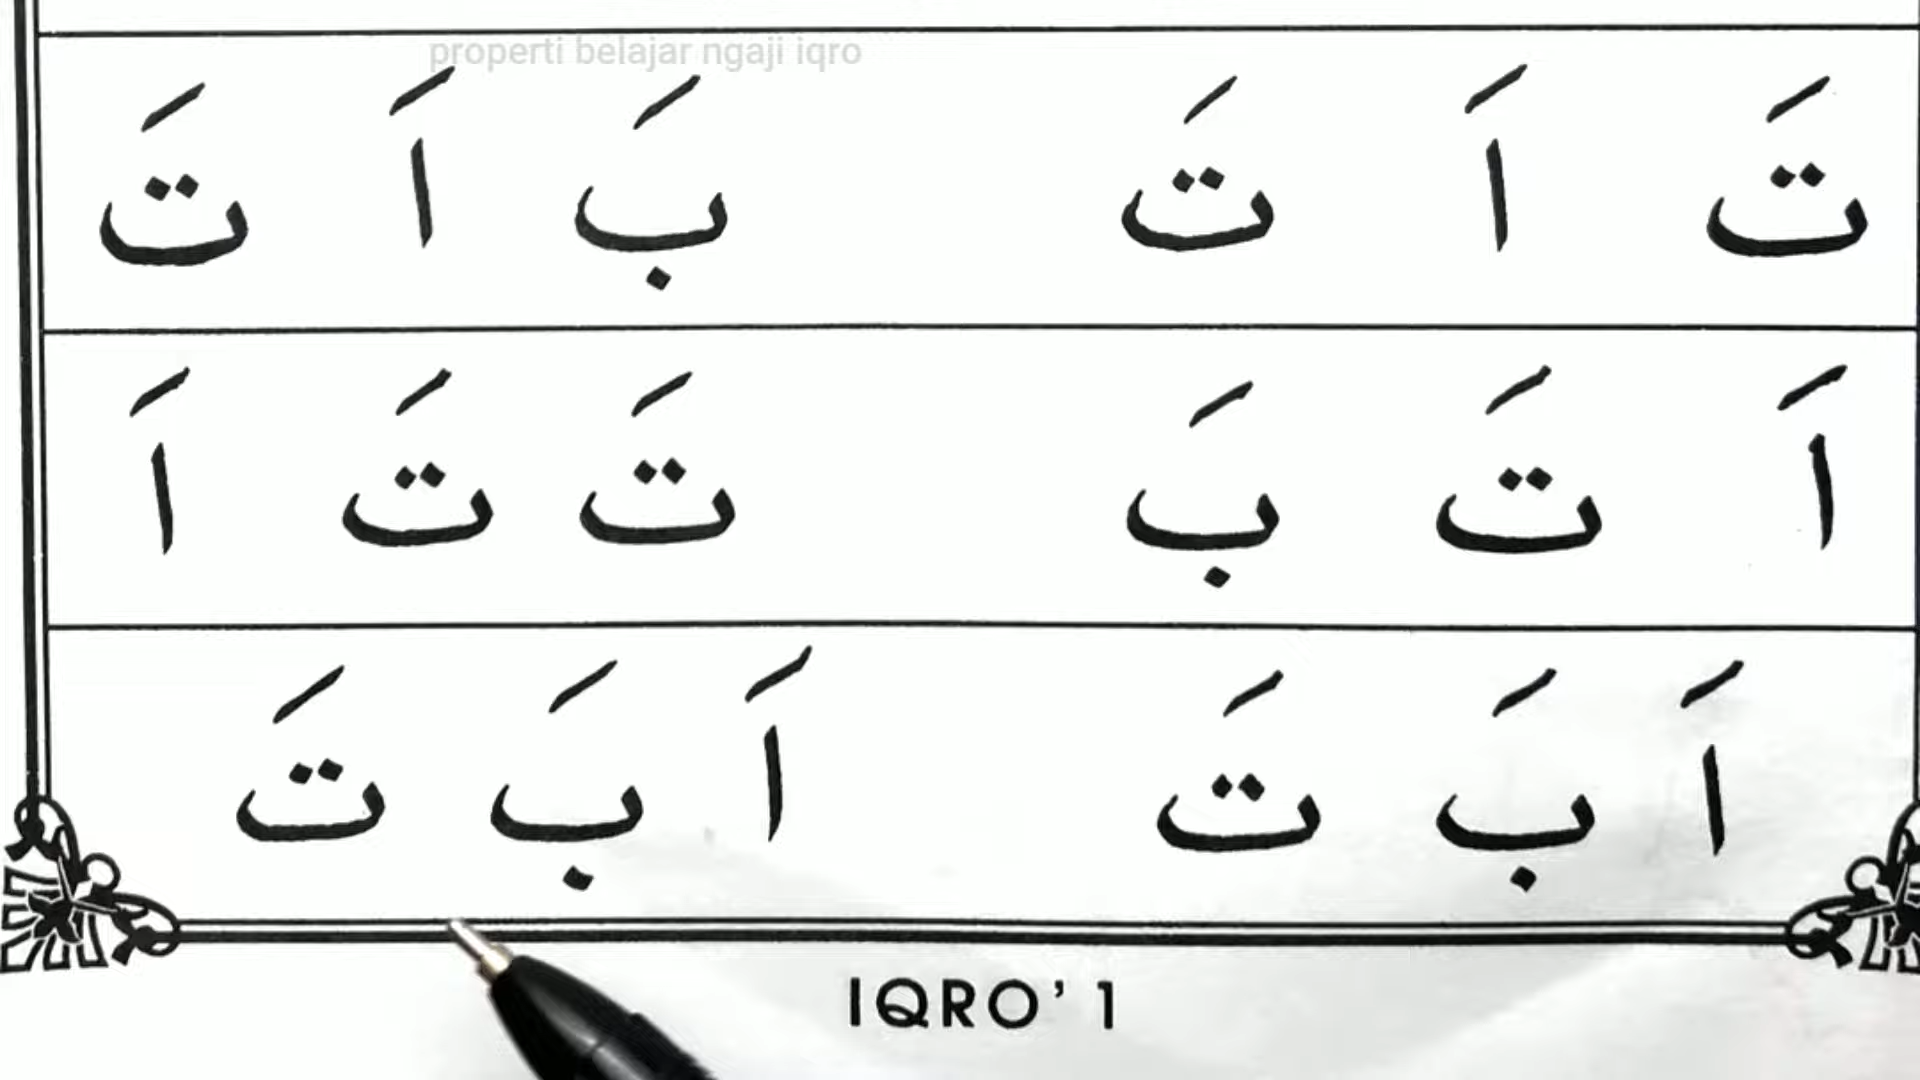 properti belajar ngaji iqro
تَ اَ تَ بَ اَ تَ
اَ تَ بَ تَ تَ اَ
اَ بَ تَ اَ بَ تَ
IQRO’ 1